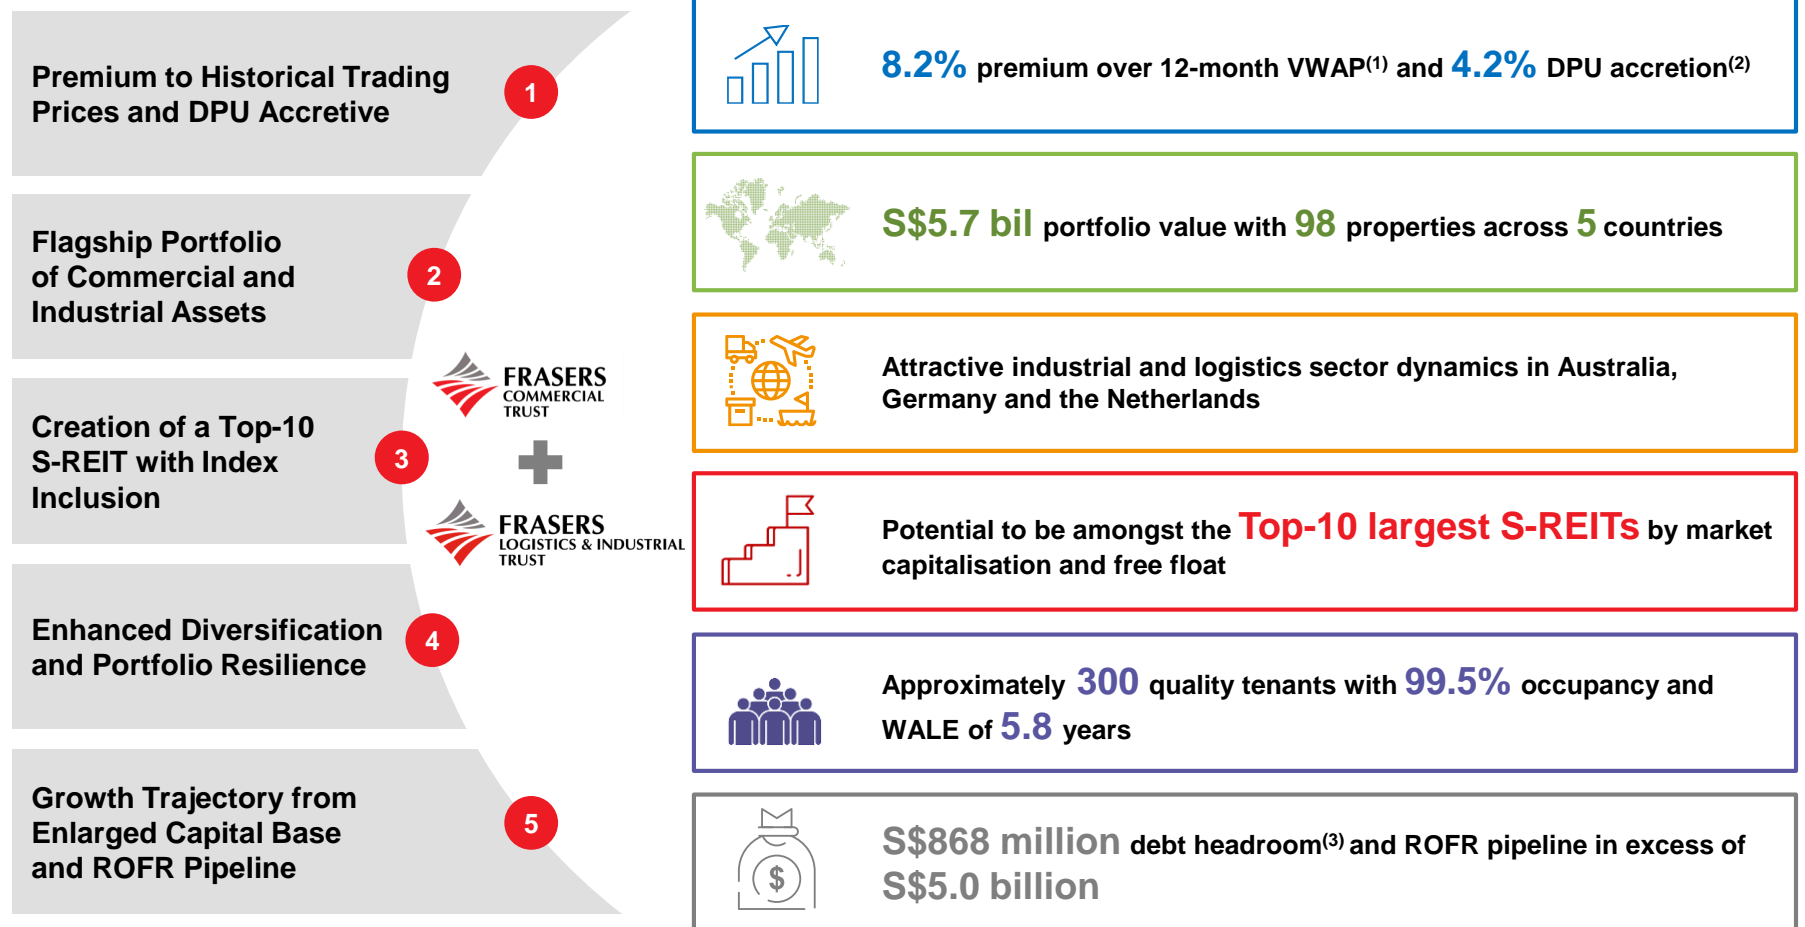 Premium to Historical Trading
Prices and DPU Accretive
1
Flagship Portfolio
of Commercial and
Industrial Assets
2
Creation of a Top-10
S-REIT with Index
Inclusion
3
Enhanced Diversification
and Portfolio Resilience
4
Growth Trajectory from
Enlarged Capital Base
and ROFR Pipeline
5
FRASERS
COMMERCIAL
TRUST
FRASERS
LOGISTICS & INDUSTRIAL
TRUST
8.2% premium over 12-month VWAP(1) and 4.2% DPU accretion(2)
S$5.7 bil portfolio value with 98 properties across 5 countries
Attractive industrial and logistics sector dynamics in Australia,
Germany and the Netherlands
Potential to be amongst the Top-10 largest S-REITs by market
capitalisation and free float
Approximately 300 quality tenants with 99.5% occupancy and
WALE of 5.8 years
$
S$868 million debt headroom(3) and ROFR pipeline in excess of
S$5.0 billion